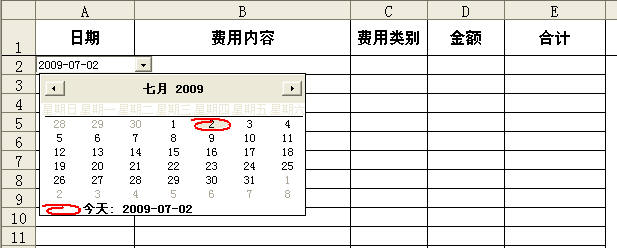 A B C D E
1 日期 费用内容 费用类别 金额 合计
2 2009-07-02
3 七月 2009
4 星期日 星期一 星期二 星期三 星期四 星期五 星期六
5 28 29 30 1 2 3 4
6 5 6 7 8 9 10 11
12 13 14 15 16 17 18
7 19 20 21 22 23 24 25
8 26 27 28 29 30 31 1
9 2 3 4 5 6 7 8
10 今天: 2009-07-02
11